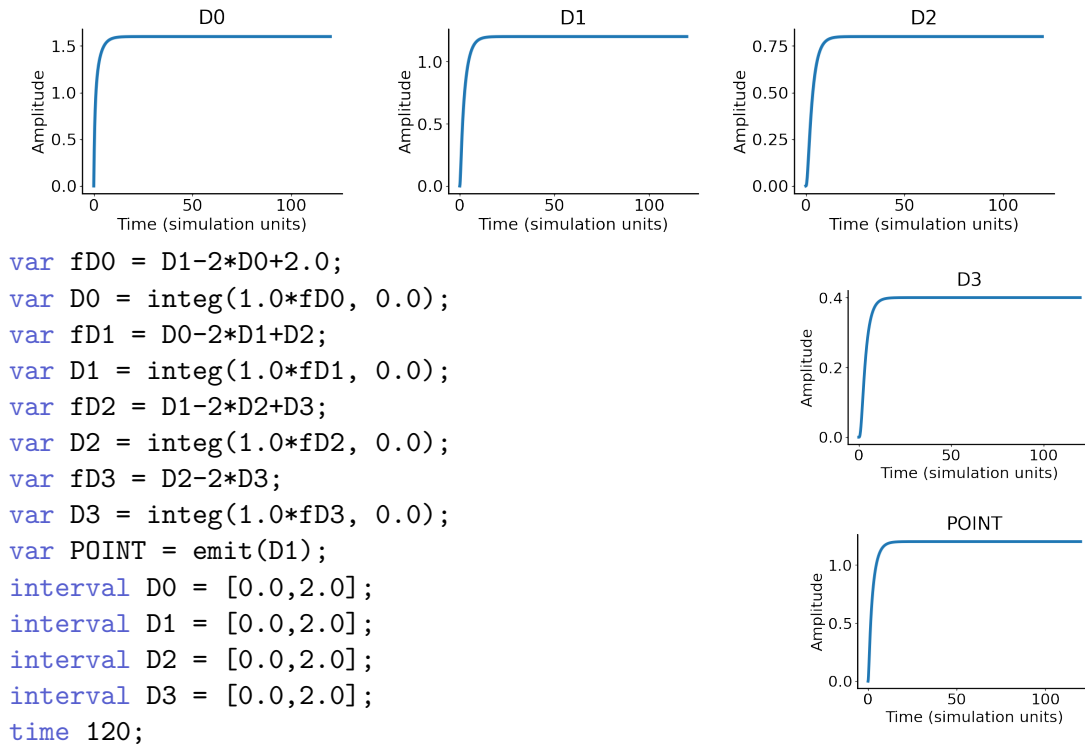 D0
1.5
1.0
0.5
0.0
Amplitude
0
50
100
Time (simulation units)
D1
1.0
0.5
0.0
Amplitude
0
50
100
Time (simulation units)
D2
0.75
0.50
0.25
0.00
Amplitude
0
50
100
Time (simulation units)
var fD0 = D1-2*D0+2.0;
var D0 = integ(1.0*fD0, 0.0);
var fD1 = D0-2*D1+D2;
var D1 = integ(1.0*fD1, 0.0);
var fD2 = D1-2*D2+D3;
var D2 = integ(1.0*fD2, 0.0);
var fD3 = D2-2*D3;
var D3 = integ(1.0*fD3, 0.0);
var POINT = emit(D1);
interval D0 = [0.0,2.0];
interval D1 = [0.0,2.0];
interval D2 = [0.0,2.0];
interval D3 = [0.0,2.0];
time 120;
D3
0.4
0.2
0.0
Amplitude
0
50
100
Time (simulation units)
POINT
1.0
0.5
0.0
Amplitude
0
50
100
Time (simulation units)